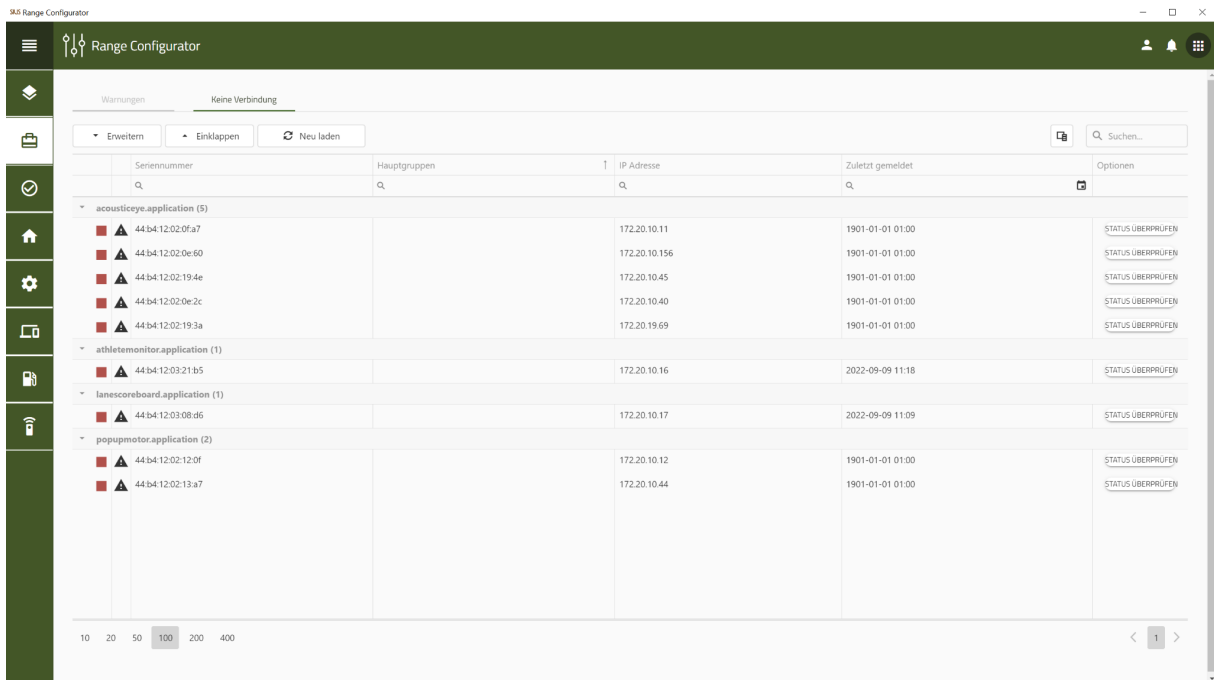 SIUS Range Configurator
Range Configurator
Warnungen Keine Verbindung
Erweitern Einklappen Neu laden Suchen...
Seriennummer Hauptgruppen IP Adresse Zuletzt gemeldet Optionen
acousticeye.application (5)
44:b4:12:02:0f:a7 172.20.10.11 1901-01-01 01:00 STATUS ÜBERPRÜFEN
44:b4:12:02:0e:60 172.20.10.156 1901-01-01 01:00 STATUS ÜBERPRÜFEN
44:b4:12:02:19:4e 172.20.10.45 1901-01-01 01:00 STATUS ÜBERPRÜFEN
44:b4:12:02:0e:2c 172.20.10.40 1901-01-01 01:00 STATUS ÜBERPRÜFEN
44:b4:12:02:19:3a 172.20.19.69 1901-01-01 01:00 STATUS ÜBERPRÜFEN
athletemonitor.application (1)
44:b4:12:03:21:b5 172.20.10.16 2022-09-09 11:18 STATUS ÜBERPRÜFEN
lanescoreboard.application (1)
44:b4:12:03:08:d6 172.20.10.17 2022-09-09 11:09 STATUS ÜBERPRÜFEN
popupmotor.application (2)
44:b4:12:02:12:0f 172.20.10.12 1901-01-01 01:00 STATUS ÜBERPRÜFEN
44:b4:12:02:13:a7 172.20.10.44 1901-01-01 01:00 STATUS ÜBERPRÜFEN
10 20 50 100 200 400 1